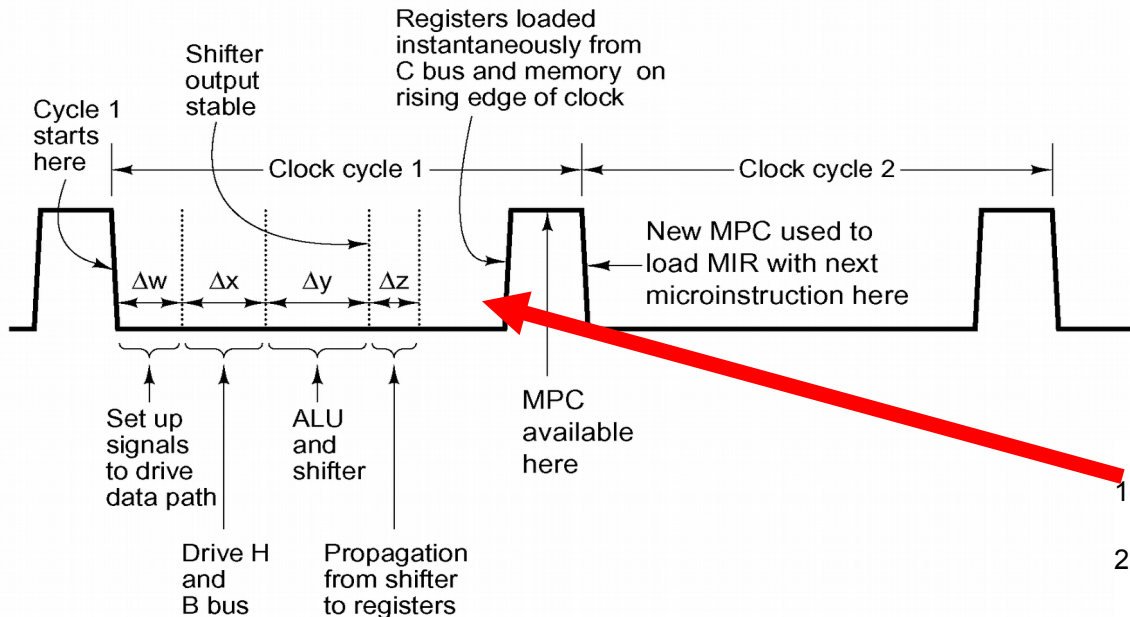 Registers loaded
instantaneously from
C bus and memory on
rising edge of clock
Shifter
output
stable
Cycle 1
starts
here
Clock cycle 1
Clock cycle 2
New MPC used to
load MIR with next
microinstruction here
Δw
Δx
Δy
Δz
MPC
available
here
Set up
signals
to drive
data path
ALU
and
shifter
Drive H
and
B bus
Propagation
from shifter
to registers
1
2